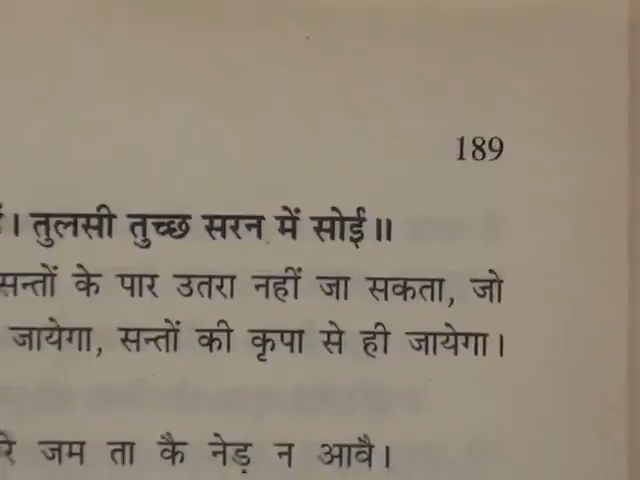 189
। तुलसी तुच्छ सरन में सोई॥
सन्तों के पार उतरा नहीं जा सकता, जो
जायेगा, सन्तों की कृपा से ही जायेगा।
रे जम ता कै नेड़ न आवै।